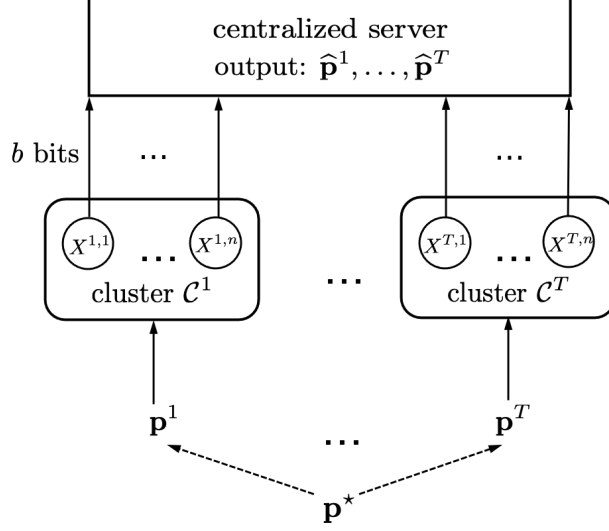 centralized server
output: p̂¹, . . . , p̂ᵀ
b bits
...
...
X¹,¹ ... X¹,ⁿ
Xᵀ,¹ ... Xᵀ,ⁿ
cluster 𝒞¹
...
cluster 𝒞ᵀ
p¹
...
pᵀ
p⋆